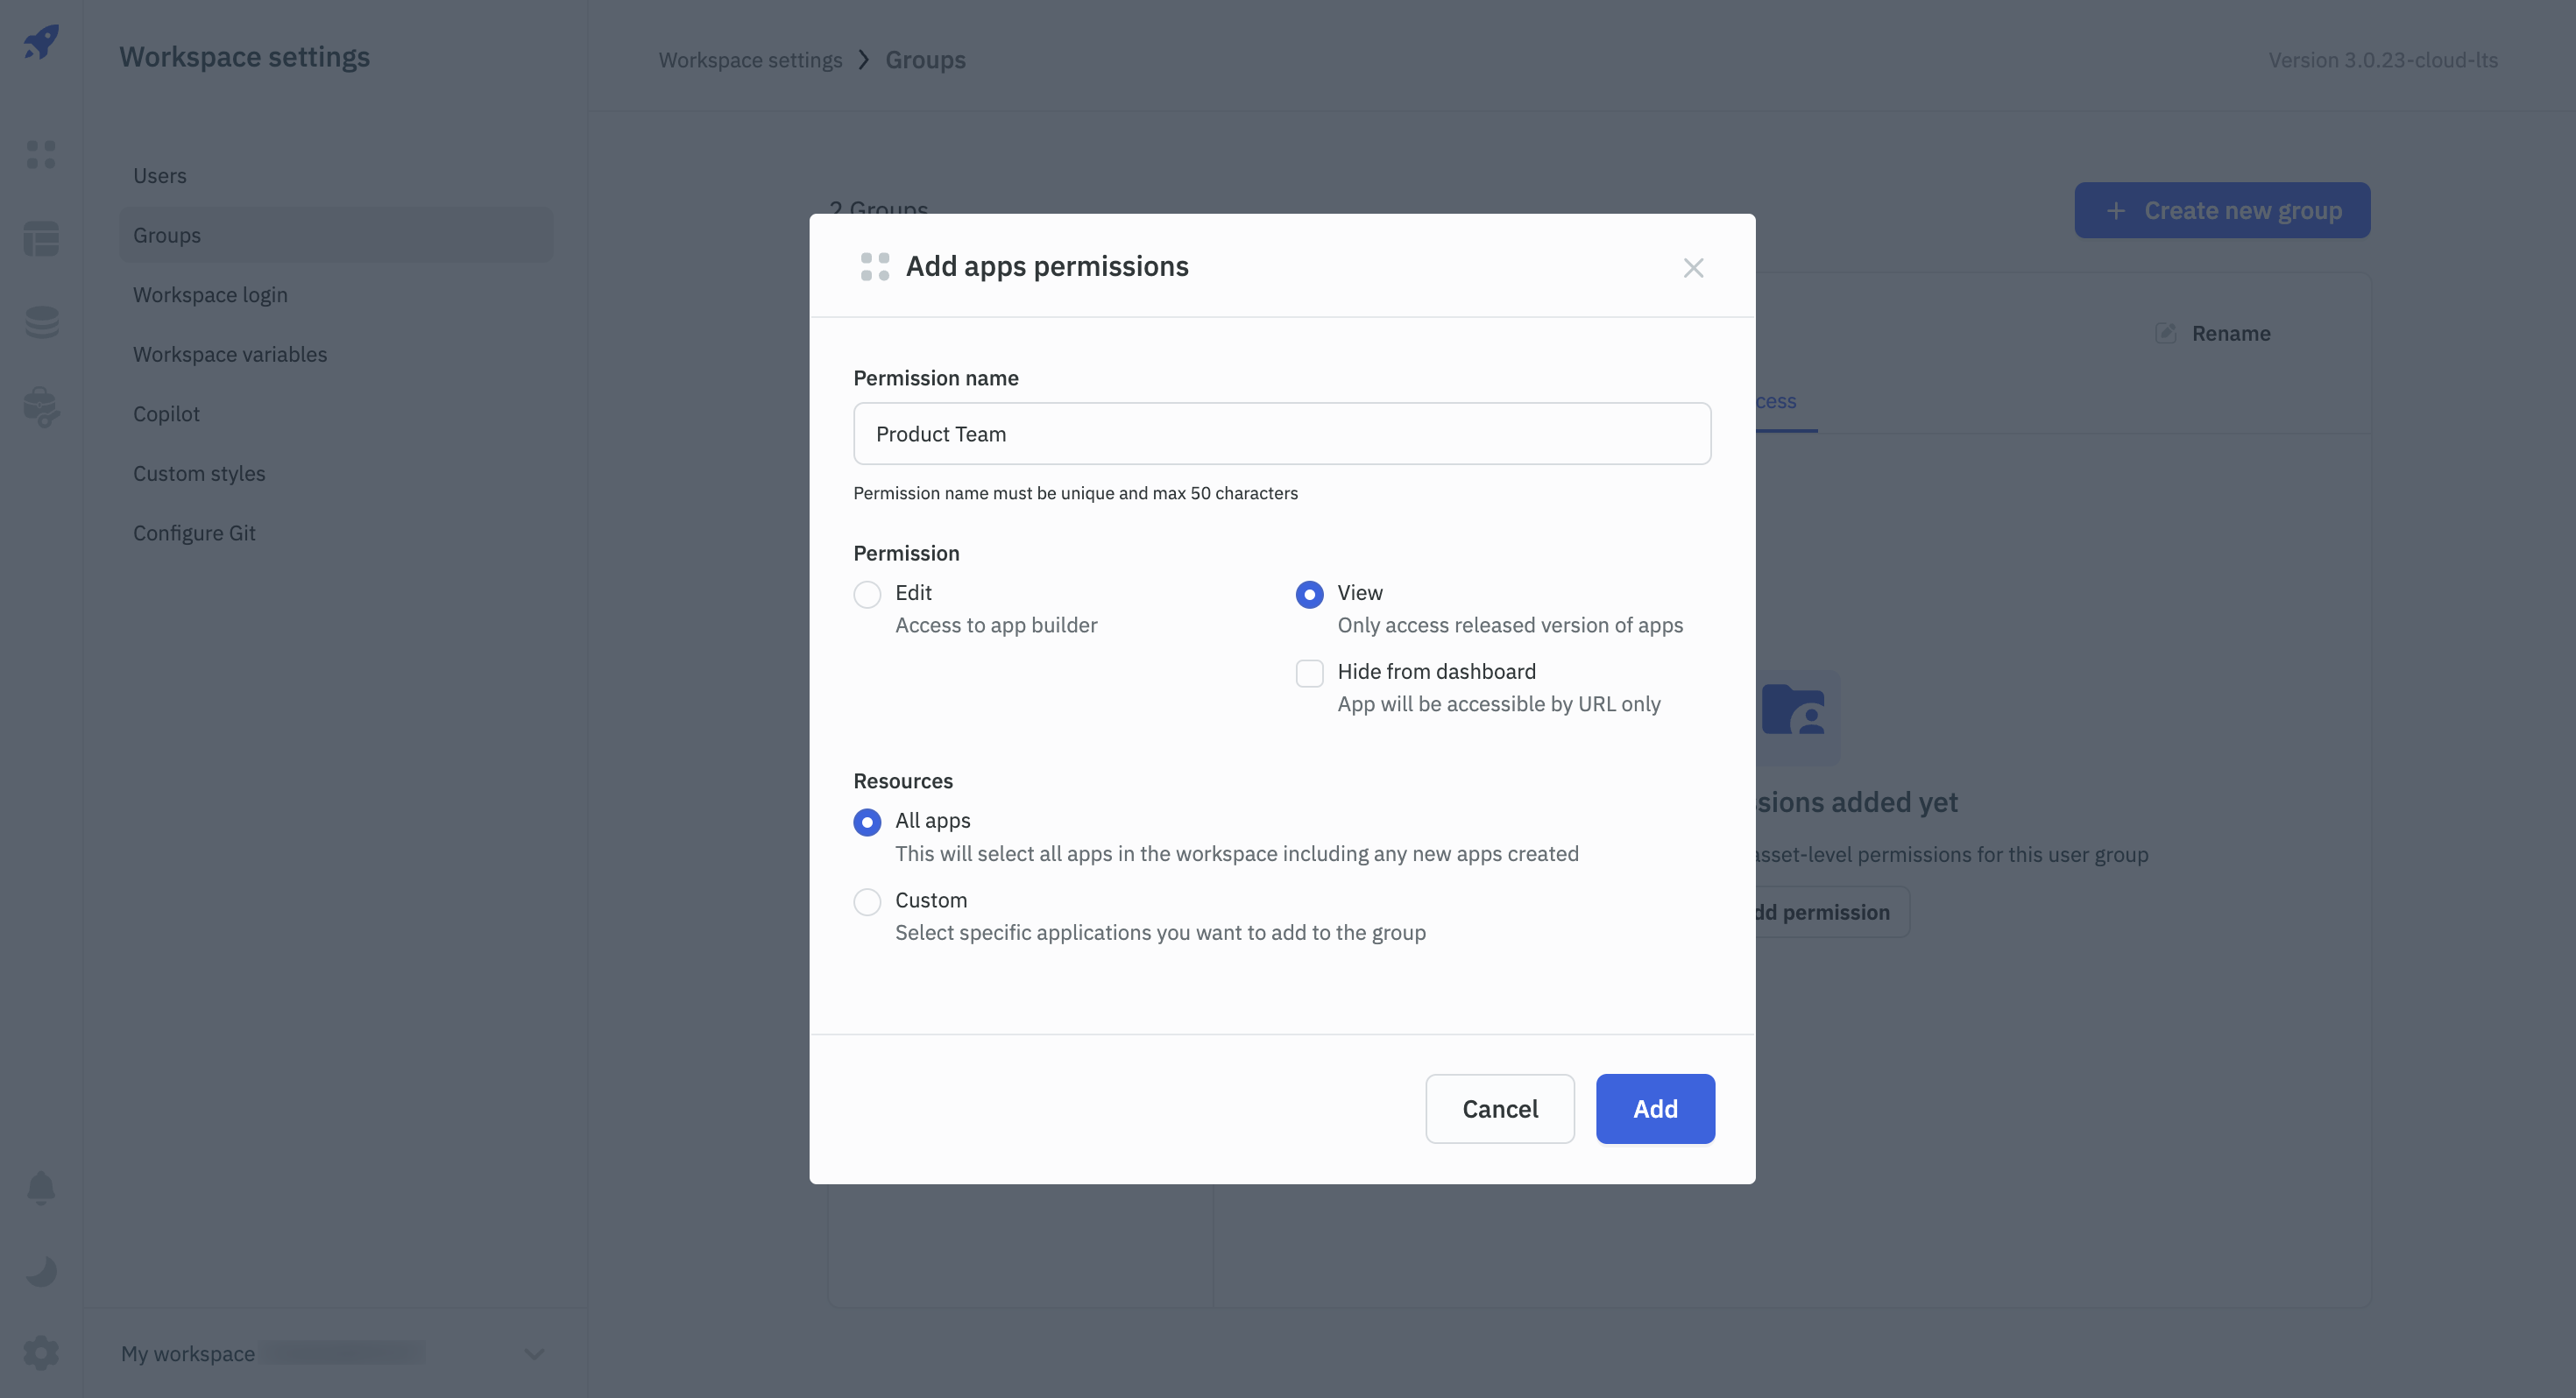 Workspace settings
Workspace settings
Groups
Version 3.0.23-cloud-lts
Users
Groups
Workspace login
Workspace variables
Copilot
Custom styles
Configure Git
My workspace
2 Groups
Create new group
Rename
permission
added yet
permissions for this user group
Add apps permissions
Permission name
Product Team
Permission name must be unique and max 50 characters
Permission
Edit
Access to app builder
View
Only access released version of apps
Hide from dashboard
App will be accessible by URL only
Resources
All apps
This will select all apps in the workspace including any new apps created
Custom
Select specific applications you want to add to the group
Cancel
Add